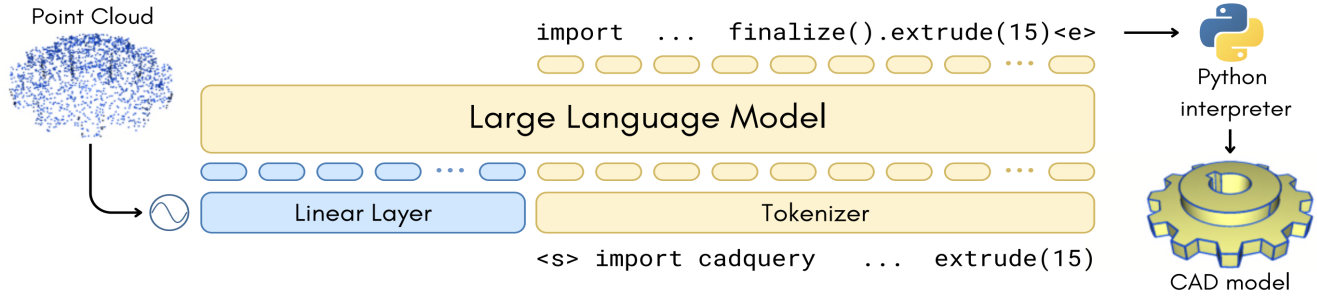 Point Cloud
import ... finalize().extrude(15)<e>
Python
interpreter
Large Language Model
Linear Layer
Tokenizer
<s> import cadquery ... extrude(15)
CAD model